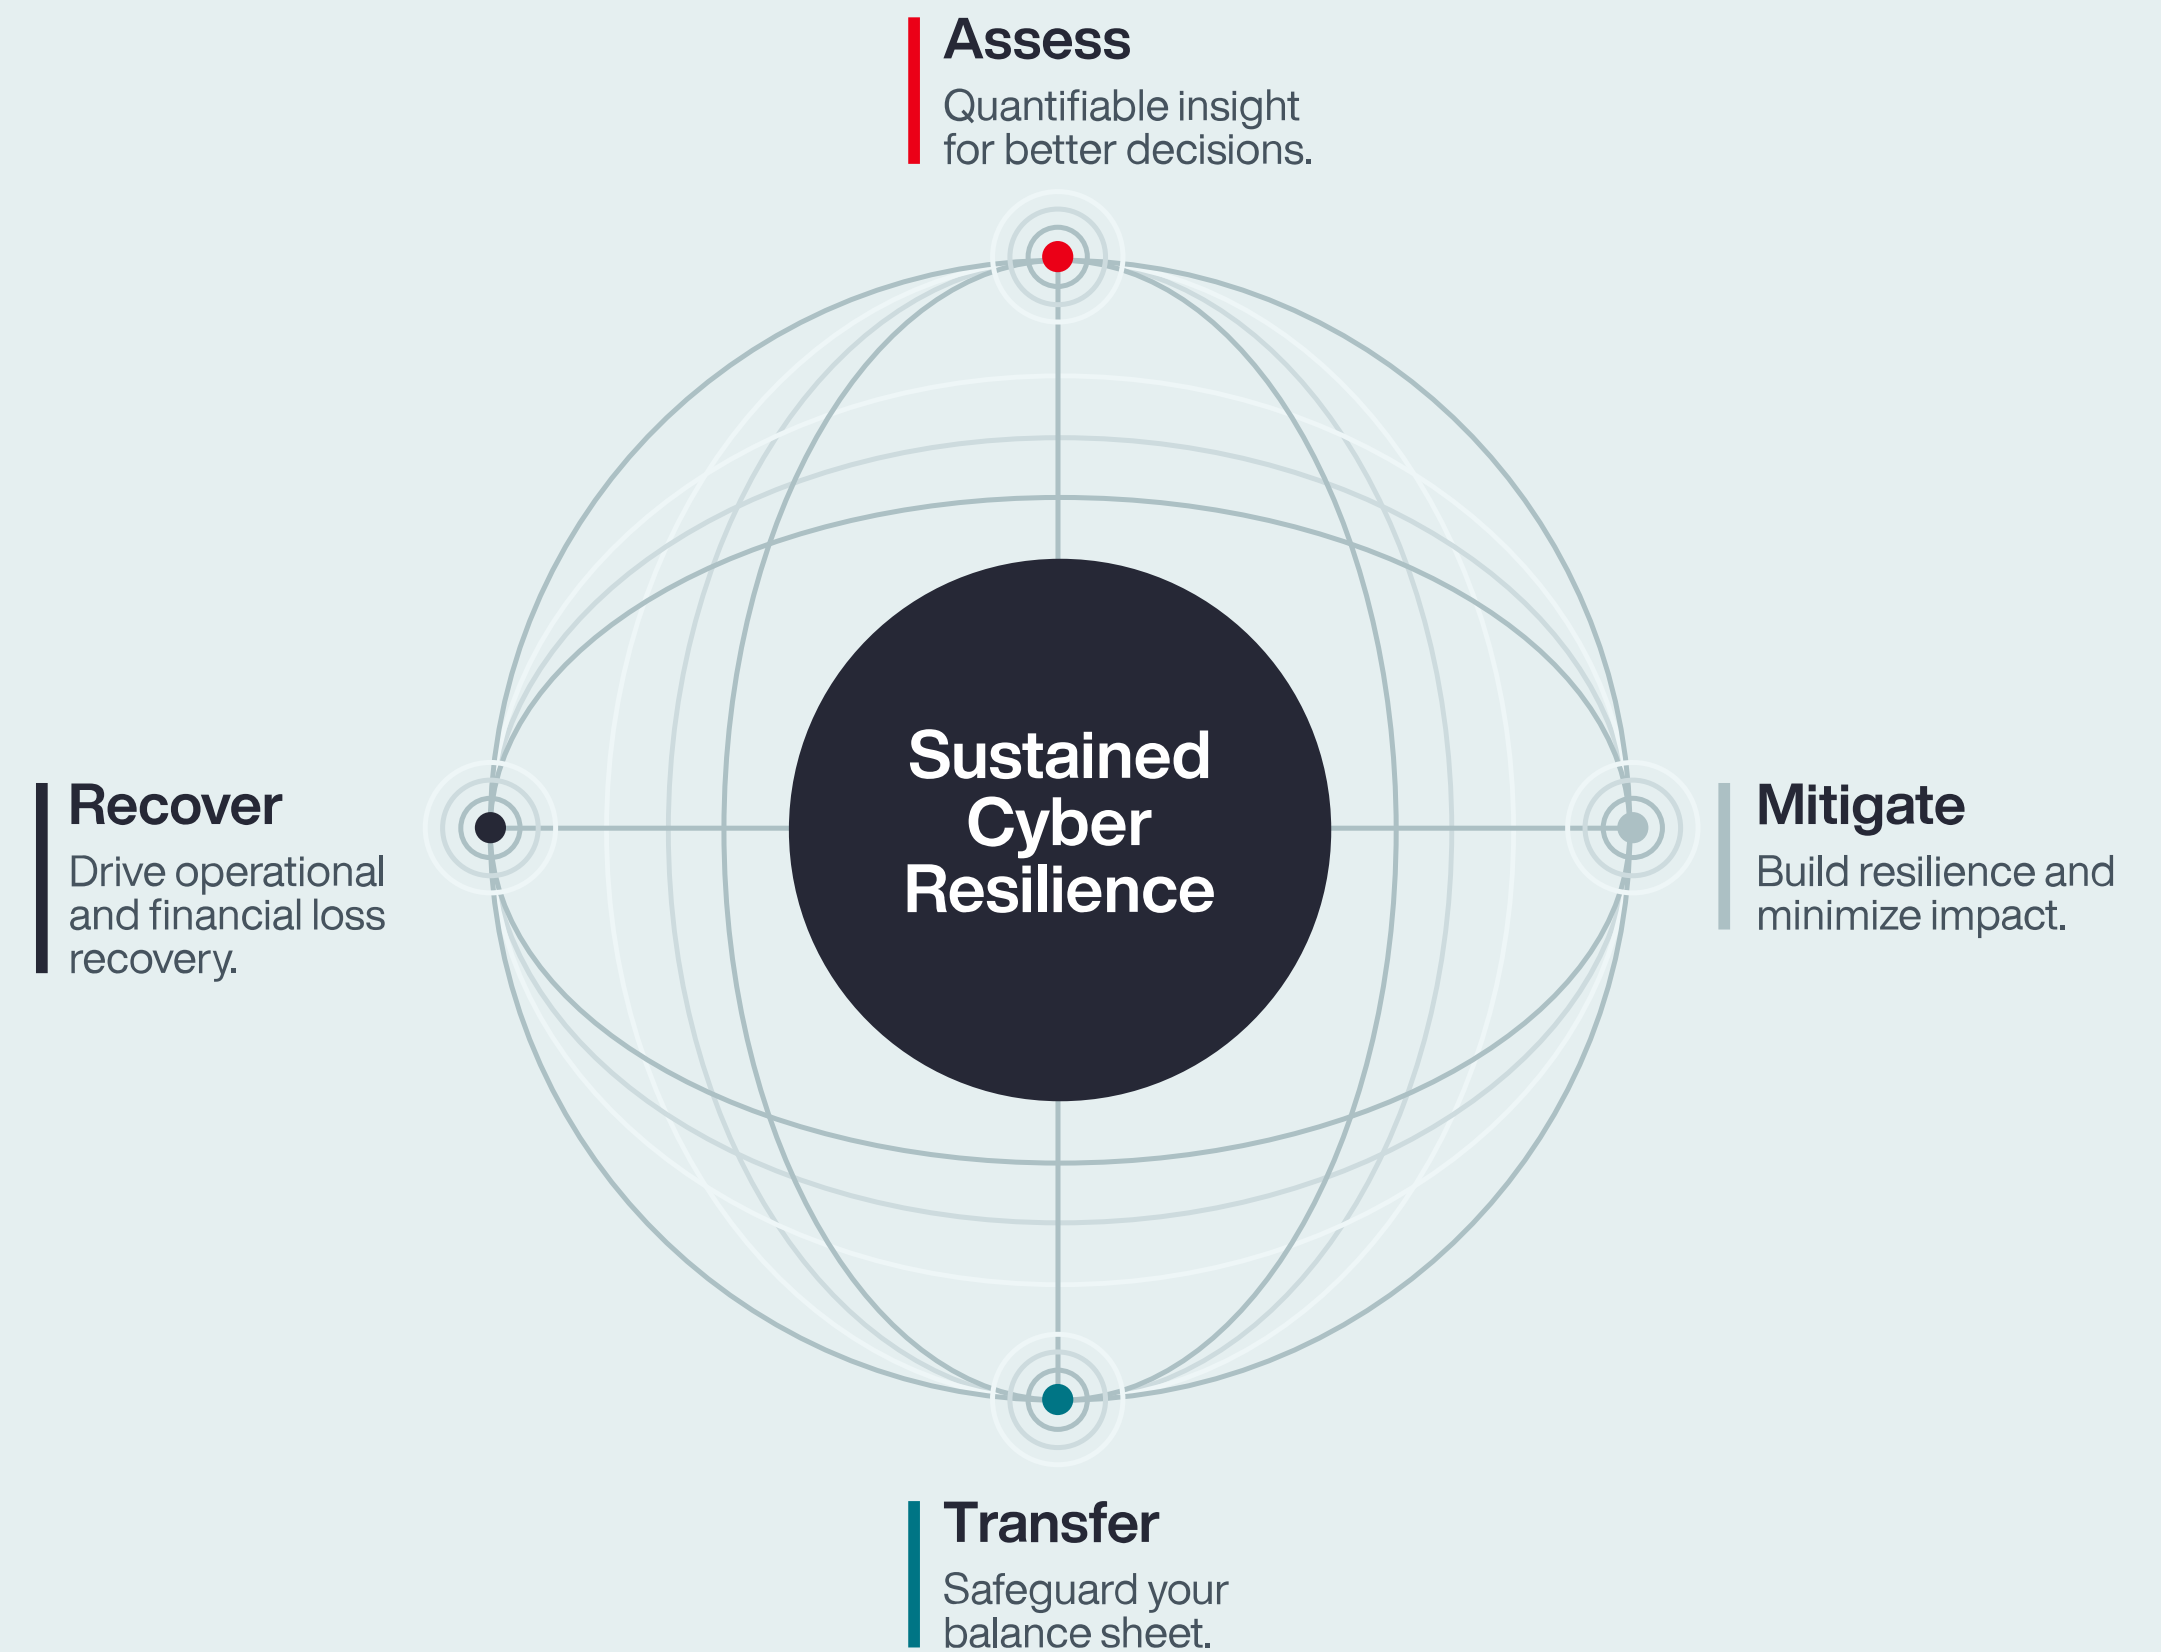 Assess
Quantifiable insight
for better decisions.
Recover
Drive operational
and financial loss
recovery.
Sustained
Cyber
Resilience
Mitigate
Build resilience and
minimize impact.
Transfer
Safeguard your
balance sheet.